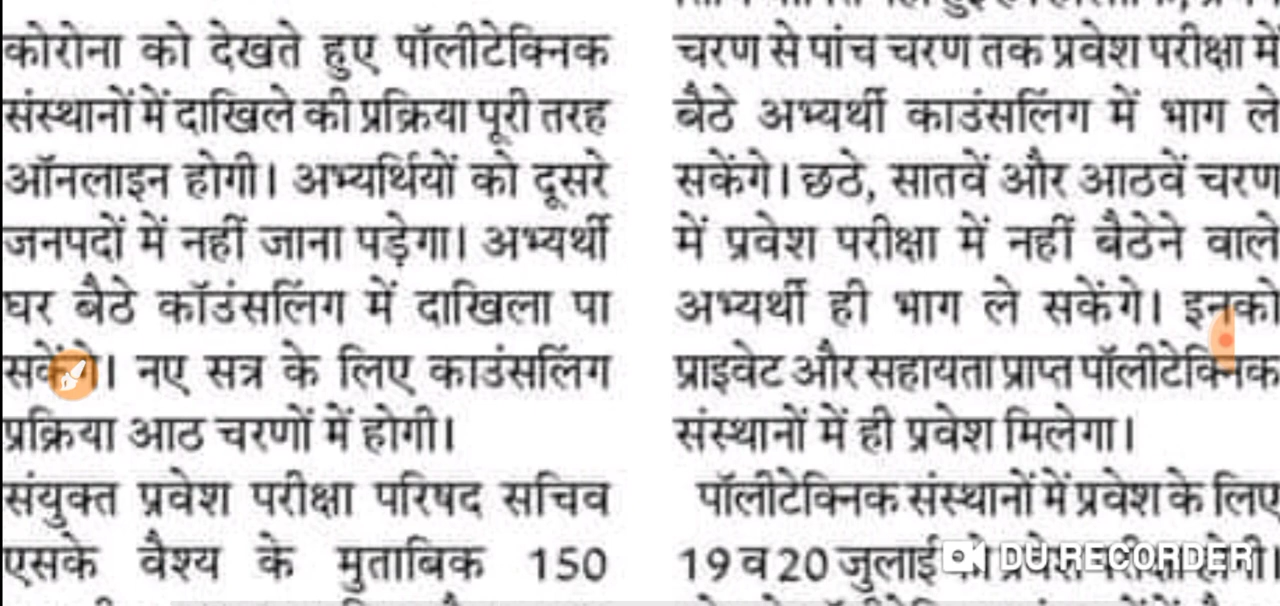 कोरोना को देखते हुए पॉलीटेक्निक
संस्थानों में दाखिले की प्रक्रिया पूरी तरह
ऑनलाइन होगी। अभ्यर्थियों को दूसरे
जनपदों में नहीं जाना पड़ेगा। अभ्यर्थी
घर बैठे कॉउंसलिंग में दाखिला पा
सकेंगे। नए सत्र के लिए काउंसलिंग
प्रक्रिया आठ चरणों में होगी।
संयुक्त प्रवेश परीक्षा परिषद सचिव
एसके वैश्य के मुताबिक 150
चरण से पांच चरण तक प्रवेश परीक्षा में
बैठे अभ्यर्थी काउंसलिंग में भाग ले
सकेंगे। छठे, सातवें और आठवें चरण
में प्रवेश परीक्षा में नहीं बैठेने वाले
अभ्यर्थी ही भाग ले सकेंगे। इनको
प्राइवेट और सहायता प्राप्त पॉलीटेक्निक
संस्थानों में ही प्रवेश मिलेगा।
पॉलीटेक्निक संस्थानों में प्रवेश के लिए
19 व 20 जुलाई को प्रवेश परीक्षा होगी।
DU RECORDER